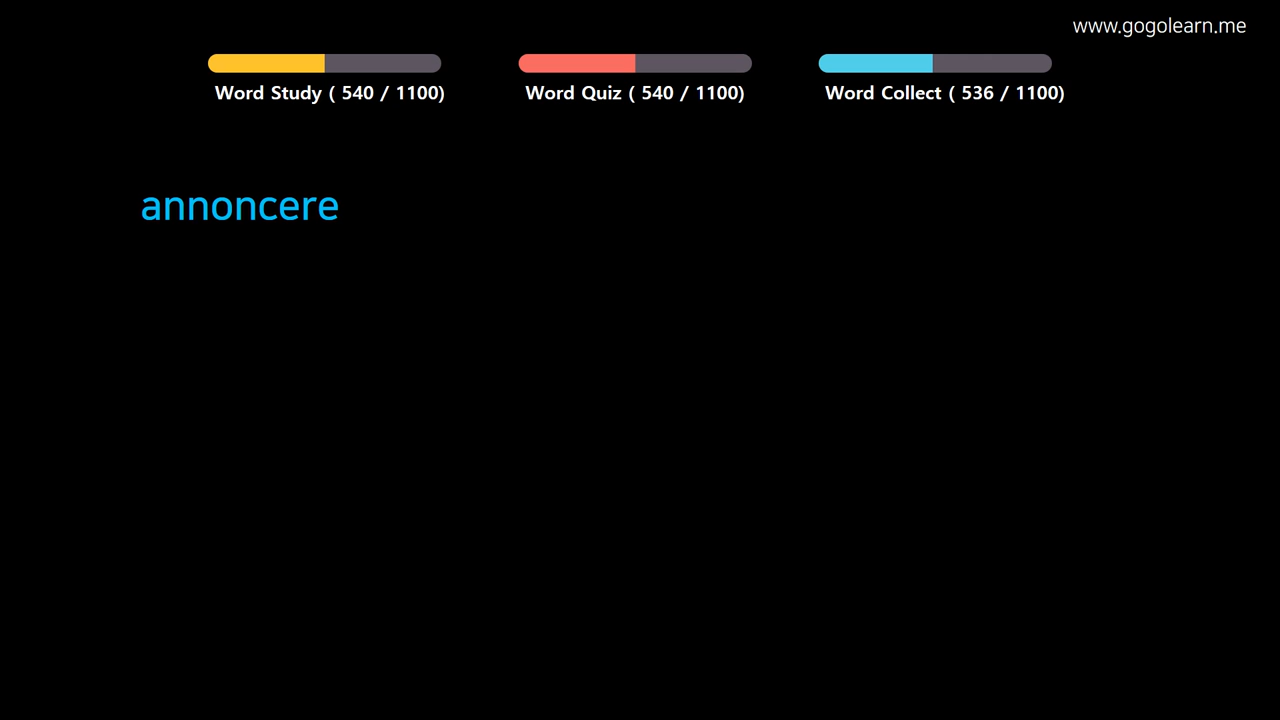 www.gogolearn.me
Word Study ( 540 / 1100)
Word Quiz ( 540 / 1100)
Word Collect ( 536 / 1100)
annoncere